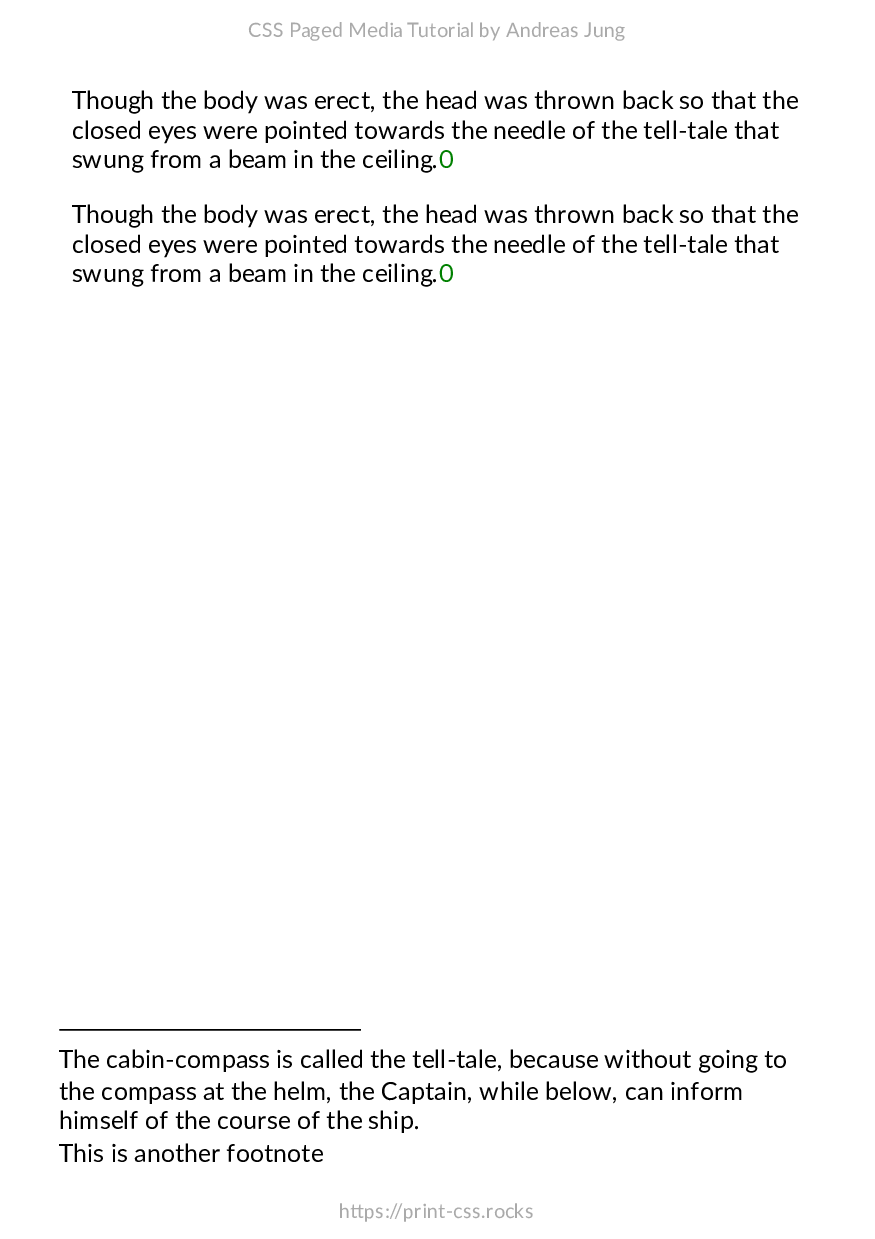 CSS Paged Media Tutorial by Andreas Jung
Though the body was erect, the head was thrown back so that the
closed eyes were pointed towards the needle of the tell-tale that
swung from a beam in the ceiling.0
Though the body was erect, the head was thrown back so that the
closed eyes were pointed towards the needle of the tell-tale that
swung from a beam in the ceiling.0
The cabin-compass is called the tell-tale, because without going to
the compass at the helm, the Captain, while below, can inform
himself of the course of the ship.
This is another footnote
https://print-css.rocks